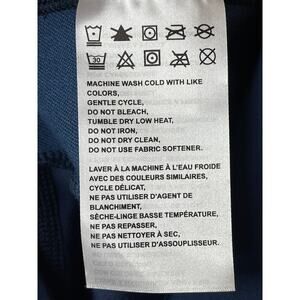 30
MACHINE WASH COLD WITH LIKE
COLORS,
GENTLE CYCLE,
DO NOT BLEACH,
TUMBLE DRY LOW HEAT,
DO NOT IRON,
DO NOT DRY CLEAN,
DO NOT USE FABRIC SOFTENER.
LAVER À LA MACHINE À L'EAU FROIDE
AVEC DES COULEURS SIMILAIRES,
CYCLE DÉLICAT,
NE PAS UTILISER D'AGENT DE
BLANCHIMENT,
SÈCHE-LINGE BASSE TEMPÉRATURE,
NE PAS REPASSER,
NE PAS NETTOYER À SEC,
NE PAS UTILISER D'ASSOUPLISEUR.